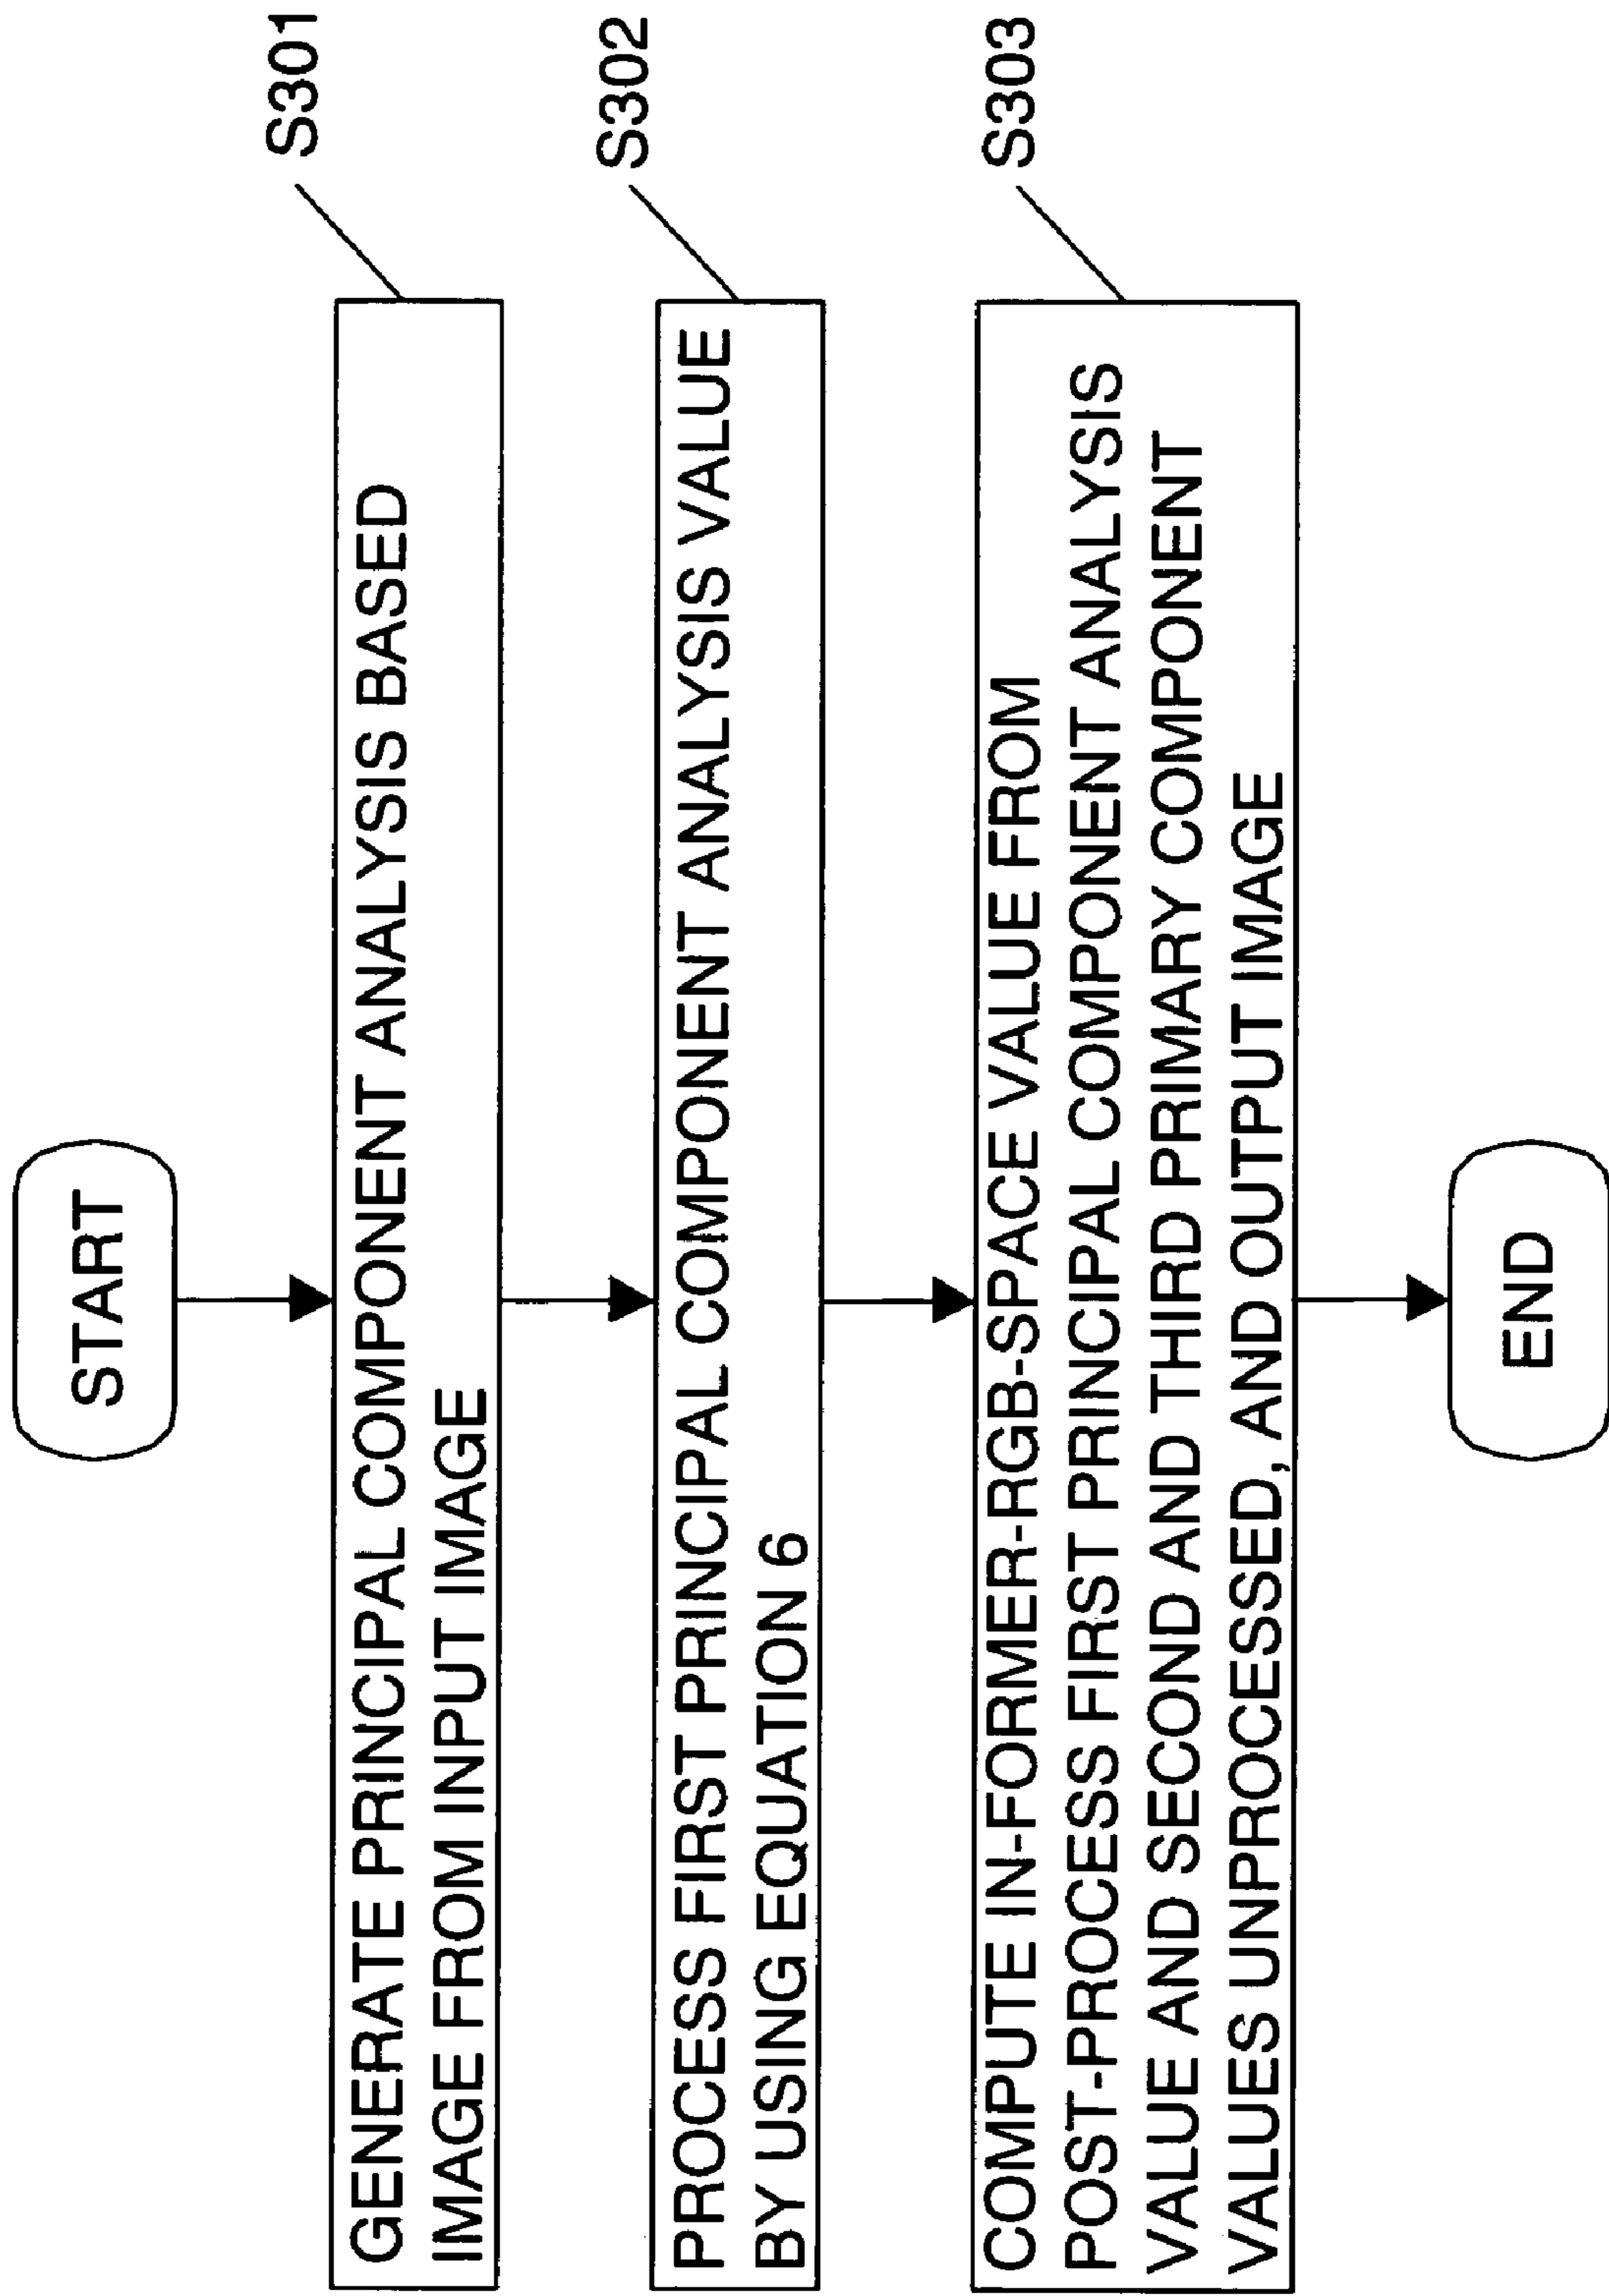 START
S301
GENERATE PRINCIPAL COMPONENT ANALYSIS BASED
IMAGE FROM INPUT IMAGE
S302
PROCESS FIRST PRINCIPAL COMPONENT ANALYSIS VALUE
BY USING EQUATION 6
S303
COMPUTE IN-FORMER-RGB-SPACE VALUE FROM
POST-PROCESS FIRST PRINCIPAL COMPONENT ANALYSIS
VALUE AND SECOND AND THIRD PRIMARY COMPONENT
VALUES UNPROCESSED, AND OUTPUT IMAGE
END